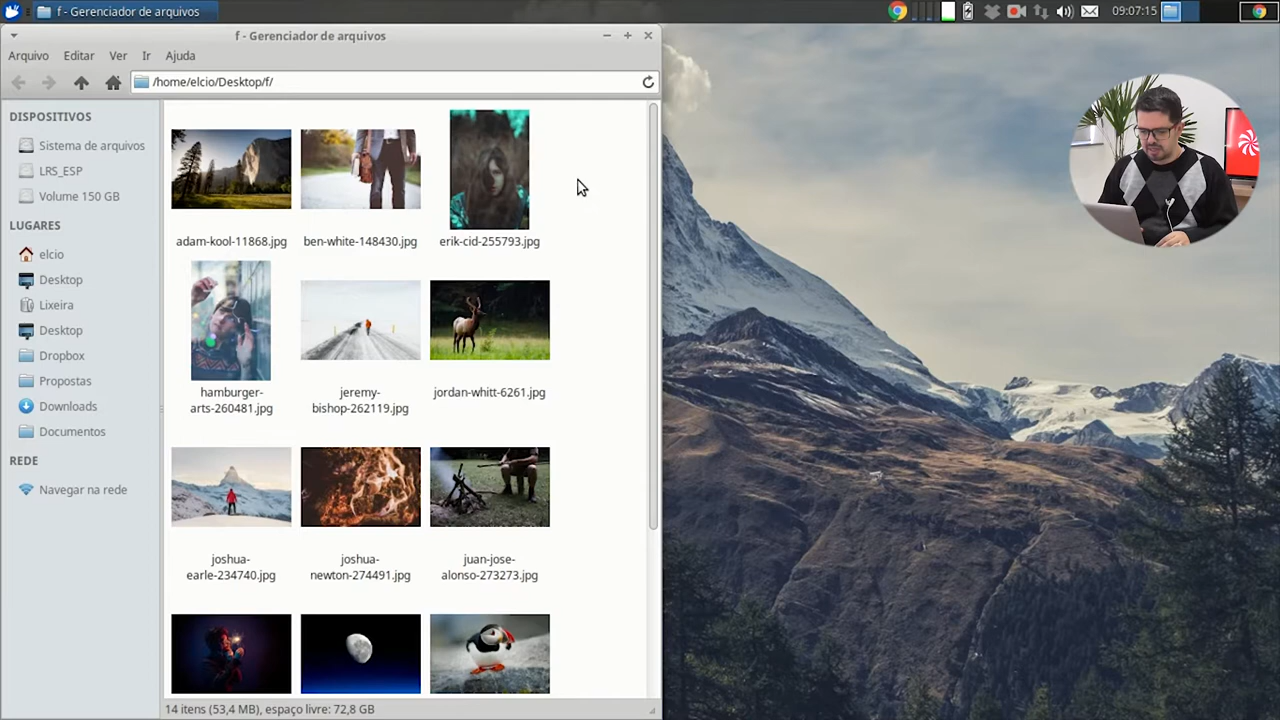 f - Gerenciador de arquivos
09:07:15
f - Gerenciador de arquivos
Arquivo Editar Ver Ir Ajuda
/home/elcio/Desktop/f/
DISPOSITIVOS
Sistema de arquivos
LRS_ESP
Volume 150 GB
LUGARES
elcio
Desktop
Lixeira
Desktop
Dropbox
Propostas
Downloads
Documentos
REDE
Navegar na rede
adam-kool-11868.jpg
ben-white-148430.jpg
erik-cid-255793.jpg
hamburger-
arts-260481.jpg
jeremy-
bishop-262119.jpg
jordan-whitt-6261.jpg
joshua-
earle-234740.jpg
joshua-
newton-274491.jpg
juan-jose-
alonso-273273.jpg
14 itens (53,4 MB), espaço livre: 72,8 GB